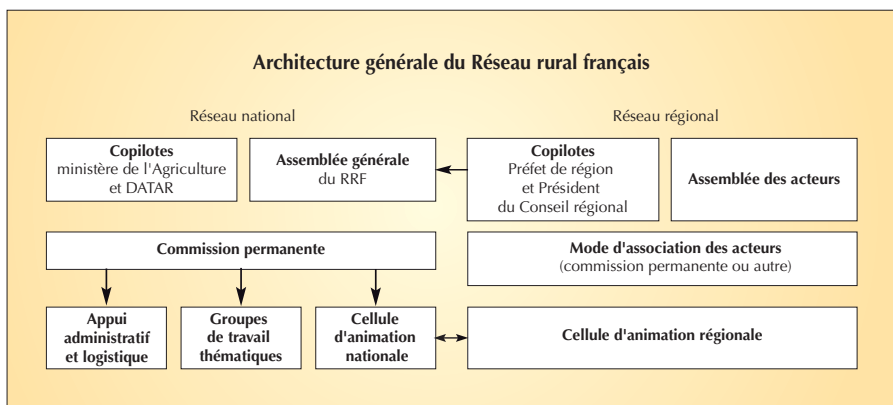 Architecture générale du Réseau rural français
Réseau national
Réseau régional
Copilotes
ministère de l'Agriculture
et DATAR
Assemblée générale
du RRF
Copilotes
Préfet de région
et Président
du Conseil régional
Assemblée des acteurs
Commission permanente
Mode d'association des acteurs
(commission permanente ou autre)
Appui
administratif
et logistique
Groupes
de travail
thématiques
Cellule
d'animation
nationale
Cellule d'animation régionale